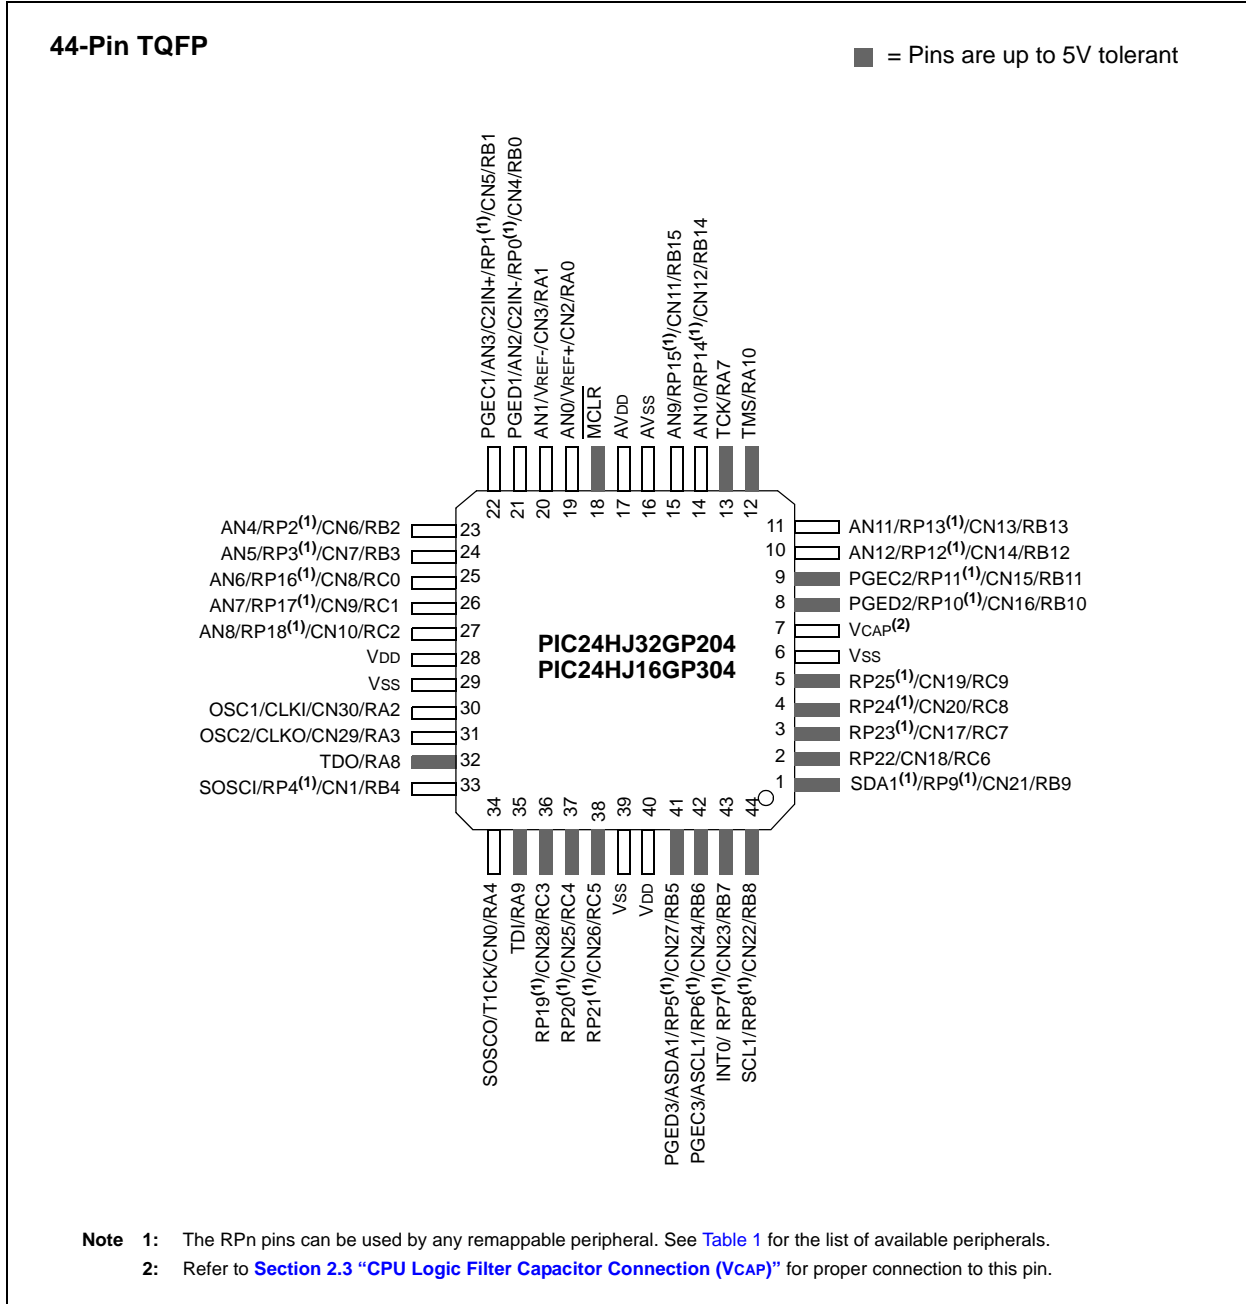 44-Pin TQFP
= Pins are up to 5V tolerant
PGEC1/AN3/C2IN+/RP1(1)/CN5/RB1
PGED1/AN2/C2IN-/RP0(1)/CN4/RB0
AN1/VREF-/CN3/RA1
AN0/VREF+/CN2/RA0
MCLR
AVDD
AVSS
AN9/RP15(1)/CN11/RB15
AN10/RP14(1)/CN12/RB14
TCK/RA7
TMS/RA10
22
21
20
19
18
17
16
15
14
13
12
AN4/RP2(1)/CN6/RB2 23
AN5/RP3(1)/CN7/RB3 24
AN6/RP16(1)/CN8/RC0 25
AN7/RP17(1)/CN9/RC1 26
AN8/RP18(1)/CN10/RC2 27
VDD 28
VSS 29
OSC1/CLKI/CN30/RA2 30
OSC2/CLKO/CN29/RA3 31
TDO/RA8 32
SOSCI/RP4(1)/CN1/RB4 33
PIC24HJ32GP204
PIC24HJ16GP304
11 AN11/RP13(1)/CN13/RB13
10 AN12/RP12(1)/CN14/RB12
9 PGEC2/RP11(1)/CN15/RB11
8 PGED2/RP10(1)/CN16/RB10
7 VCAP(2)
6 VSS
5 RP25(1)/CN19/RC9
4 RP24(1)/CN20/RC8
3 RP23(1)/CN17/RC7
2 RP22/CN18/RC6
1 SDA1(1)/RP9(1)/CN21/RB9
34
35
36
37
38
39
40
41
42
43
44
SOSCO/T1CK/CN0/RA4
TDI/RA9
RP19(1)/CN28/RC3
RP20(1)/CN25/RC4
RP21(1)/CN26/RC5
VSS
VDD
PGED3/ASDA1/RP5(1)/CN27/RB5
PGEC3/ASCL1/RP6(1)/CN24/RB6
INT0/ RP7(1)/CN23/RB7
SCL1/RP8(1)/CN22/RB8
Note 1: The RPn pins can be used by any remappable peripheral. See Table 1 for the list of available peripherals.
2: Refer to Section 2.3 “CPU Logic Filter Capacitor Connection (VCAP)” for proper connection to this pin.